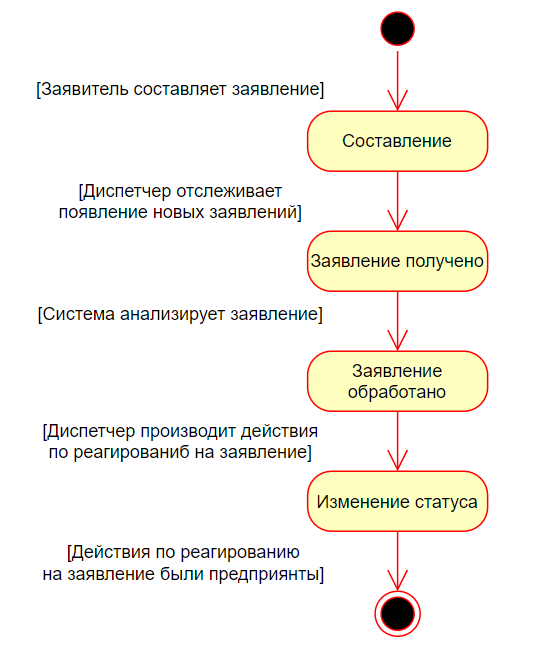 [Заявитель составляет заявление]
Составление
[Диспетчер отслеживает
появление новых заявлений]
Заявление получено
[Система анализирует заявление]
Заявление
обработано
[Диспетчер производит действия
по реагированиб на заявление]
Изменение статуса
[Действия по реагированию
на заявление были предприянты]